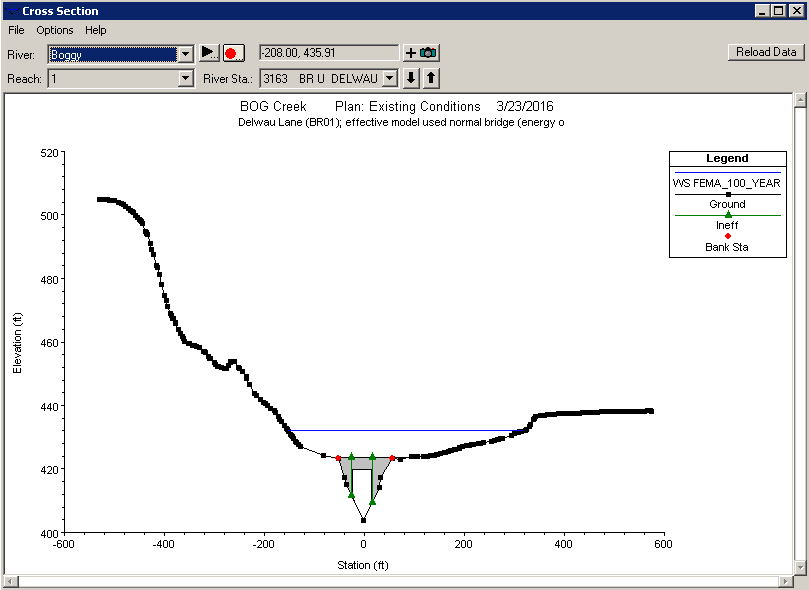 Cross Section
File Options Help
River: Boggy -208.00, 435.91 Reload Data
Reach: 1 River Sta.: 3163 BR U DELWAU
BOG Creek Plan: Existing Conditions 3/23/2016
Delwau Lane (BR01); effective model used normal bridge (energy o
Legend
WS FEMA_100_YEAR
Ground
Ineff
Bank Sta
Elevation (ft)
520
500
480
460
440
420
400
-600 -400 -200 0 200 400 600
Station (ft)